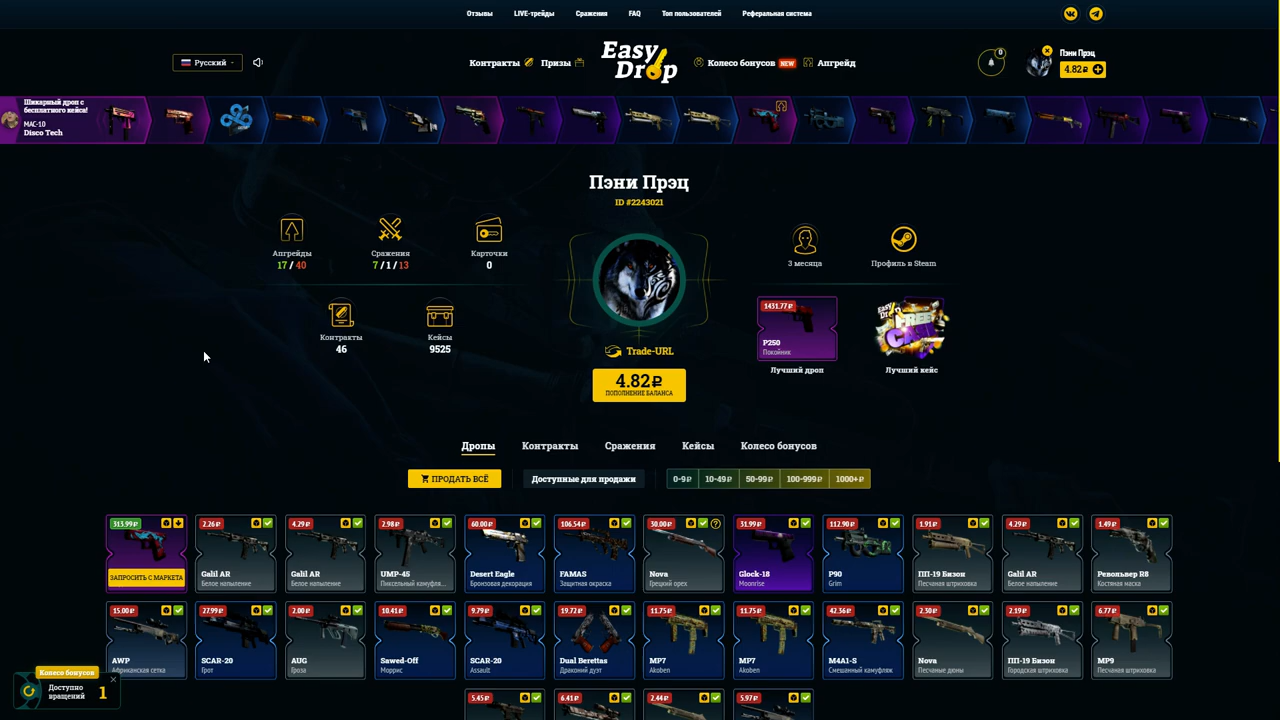 Отзывы LIVE-трейды Сражения FAQ Топ пользователей Реферальная система
Русский
Контракты Призы
Easy Drop
Колесо бонусов NEW Апгрейд
0
Пэни Прэц
4.82₽
Шикарный дроп с
бесплатного кейса!
MAC-10
Disco Tech
Пэни Прэц
ID #2243021
Апгрейды
17 / 40
Сражения
7 / 1 / 13
Карточки
0
Контракты
46
Кейсы
9525
Trade-URL
4.82₽
ПОПОЛНЕНИЕ БАЛАНСА
3 месяца
Профиль в Steam
1431.77₽
P250
Покойник
Лучший дроп
Лучший кейс
Дропы Контракты Сражения Кейсы Колесо бонусов
ПРОДАТЬ ВСЁ
Доступные для продажи
0-9₽ 10-49₽ 50-99₽ 100-999₽ 1000+₽
313.99₽ 2.26₽ 4.29₽ 2.98₽ 60.00₽ 106.54₽ 30.00₽ 31.99₽ 112.90₽ 1.91₽ 4.29₽ 1.49₽
ЗАПРОСИТЬ С МАРКЕТА
Galil AR Galil AR UMP-45 Desert Eagle FAMAS Nova Glock-18 P90 ПП-19 Бизон Galil AR Револьвер R8
Белое напыление Белое напыление Пиксельный камуфля... Бронзовая декорация Защитная окраска Грецкий орех Moonrise Grim Песчаная штриховка Белое напыление Костяная маска
15.00₽ 27.99₽ 2.00₽ 10.41₽ 9.79₽ 19.72₽ 11.75₽ 11.75₽ 42.36₽ 2.30₽ 2.19₽ 6.77₽
AWP SCAR-20 AUG Sawed-Off SCAR-20 Dual Berettas MP7 MP7 M4A1-S Nova ПП-19 Бизон MP9
Африканская сетка Грот Гроза Моррис Assault Драконий дуэт Akoben Akoben Смешанный камуфляж Песчаные дюны Городская штриховка Песчаная штриховка
5.45₽ 6.41₽ 2.44₽ 5.97₽
Колесо бонусов
Доступно
вращений
1